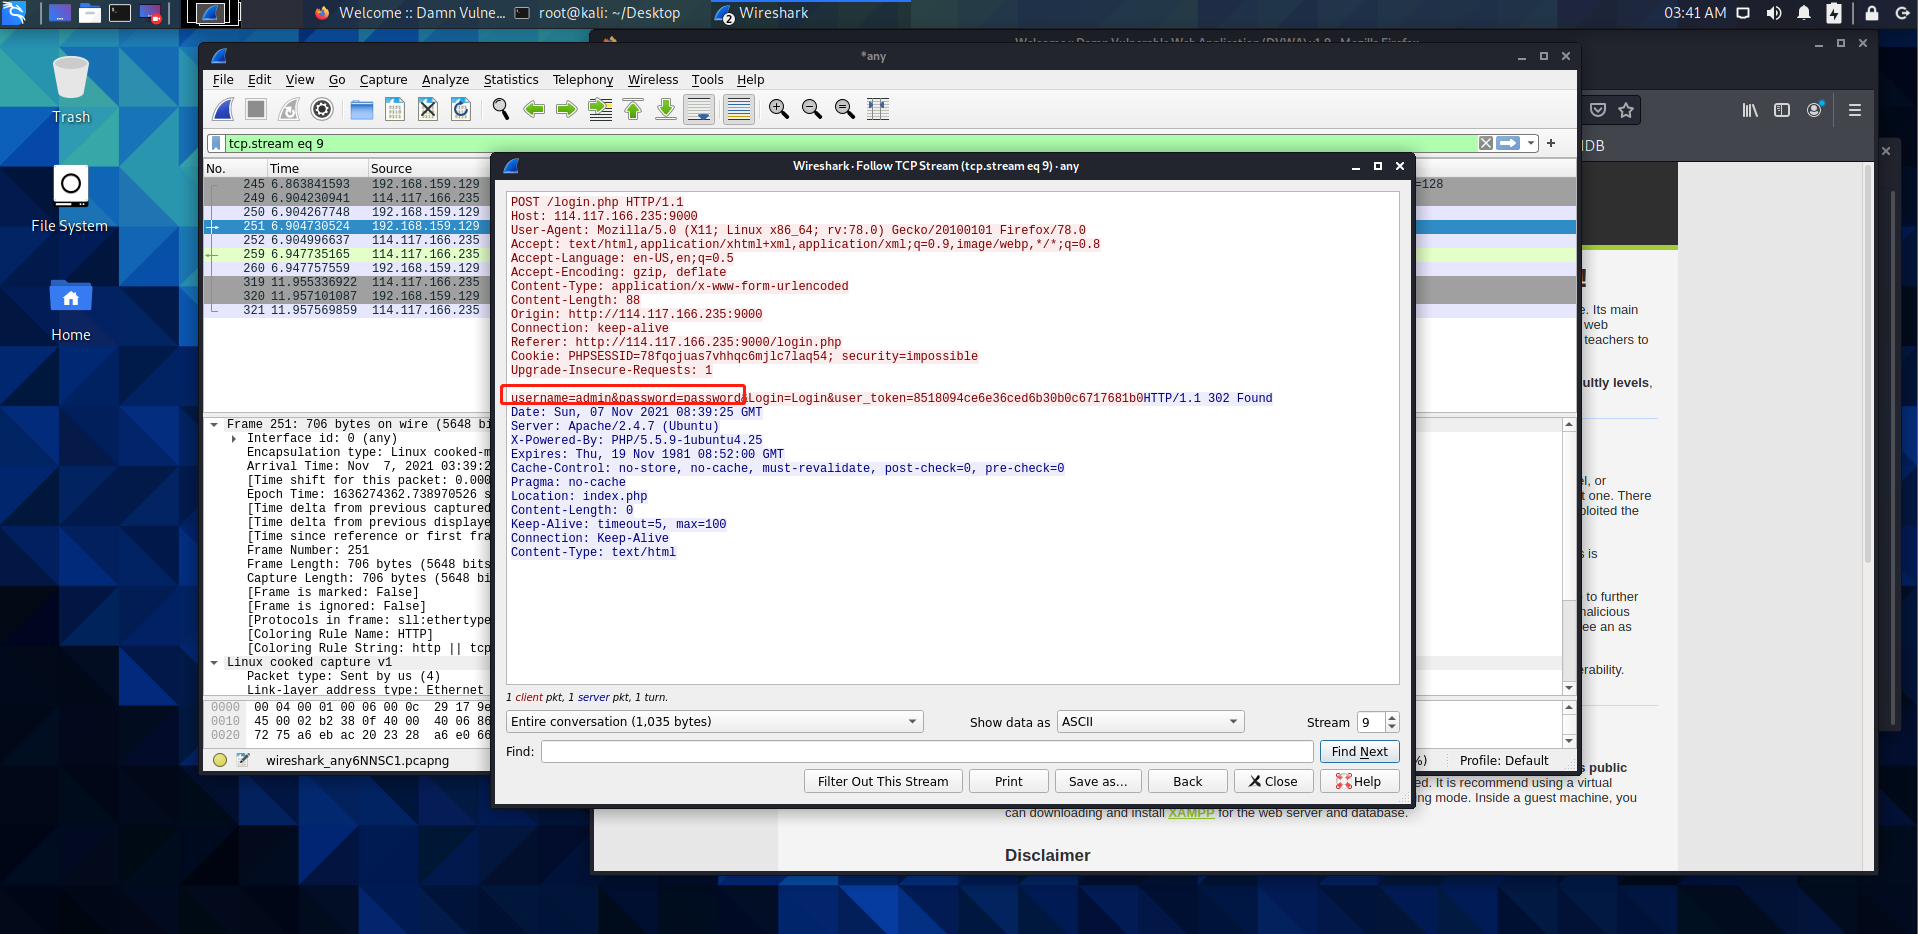 Welcome :: Damn Vulne...
root@kali: ~/Desktop
2
Wireshark
03:41 AM
Trash
File System
Home
*any
File Edit View Go Capture Analyze Statistics Telephony Wireless Tools Help
tcp.stream eq 9
No. Time Source
245 6.863841593 192.168.159.129
=128
249 6.904230941 114.117.166.235
250 6.904267748 192.168.159.129
251 6.904730524 192.168.159.129
252 6.904996637 114.117.166.235
259 6.947735165 114.117.166.235
260 6.947757559 192.168.159.129
319 11.955336922 114.117.166.235
320 11.957101087 192.168.159.129
321 11.957569859 114.117.166.235
Frame 251: 706 bytes on wire (5648 bi
Interface id: 0 (any)
Encapsulation type: Linux cooked-m
Arrival Time: Nov  7, 2021 03:39:2
[Time shift for this packet: 0.000
Epoch Time: 1636274362.738970526 s
[Time delta from previous captured
[Time delta from previous displaye
[Time since reference or first fra
Frame Number: 251
Frame Length: 706 bytes (5648 bits
Capture Length: 706 bytes (5648 bi
[Frame is marked: False]
[Frame is ignored: False]
[Protocols in frame: sll:ethertype
[Coloring Rule Name: HTTP]
[Coloring Rule String: http || tcp
Linux cooked capture v1
Packet type: Sent by us (4)
Link-layer address type: Ethernet
0000 00 04 00 01 00 06 00 0c 29 17 9e
0010 45 00 02 b2 38 0f 40 00 40 06 86
0020 72 75 a6 eb ac 20 23 28 a6 e0 66
wireshark_any6NNSC1.pcapng
%)
Profile: Default
Wireshark · Follow TCP Stream (tcp.stream eq 9) · any
POST /login.php HTTP/1.1
Host: 114.117.166.235:9000
User-Agent: Mozilla/5.0 (X11; Linux x86_64; rv:78.0) Gecko/20100101 Firefox/78.0
Accept: text/html,application/xhtml+xml,application/xml;q=0.9,image/webp,*/*;q=0.8
Accept-Language: en-US,en;q=0.5
Accept-Encoding: gzip, deflate
Content-Type: application/x-www-form-urlencoded
Content-Length: 88
Origin: http://114.117.166.235:9000
Connection: keep-alive
Referer: http://114.117.166.235:9000/login.php
Cookie: PHPSESSID=78fqojuas7vhhqc6mjlc7laq54; security=impossible
Upgrade-Insecure-Requests: 1
username=admin&password=password&Login=Login&user_token=8518094ce6e36ced6b30b0c6717681b0HTTP/1.1 302 Found
Date: Sun, 07 Nov 2021 08:39:25 GMT
Server: Apache/2.4.7 (Ubuntu)
X-Powered-By: PHP/5.5.9-1ubuntu4.25
Expires: Thu, 19 Nov 1981 08:52:00 GMT
Cache-Control: no-store, no-cache, must-revalidate, post-check=0, pre-check=0
Pragma: no-cache
Location: index.php
Content-Length: 0
Keep-Alive: timeout=5, max=100
Connection: Keep-Alive
Content-Type: text/html
1 client pkt, 1 server pkt, 1 turn.
Entire conversation (1,035 bytes)
Show data as ASCII
Stream 9
Find:
Find Next
Filter Out This Stream
Print
Save as...
Back
Close
Help
Welcome :: Damn Vulnerable Web Application (DVWA) v1.9 - Mozilla Firefox
DB
!
e. Its main
web
teachers to
ultly levels,
el, or
t one. There
ploited the
s is
to further
nalicious
ee an as
erability.
s public
ed. It is recommend using a virtual
ng mode. Inside a guest machine, you
can downloading and install XAMPP for the web server and database.
Disclaimer